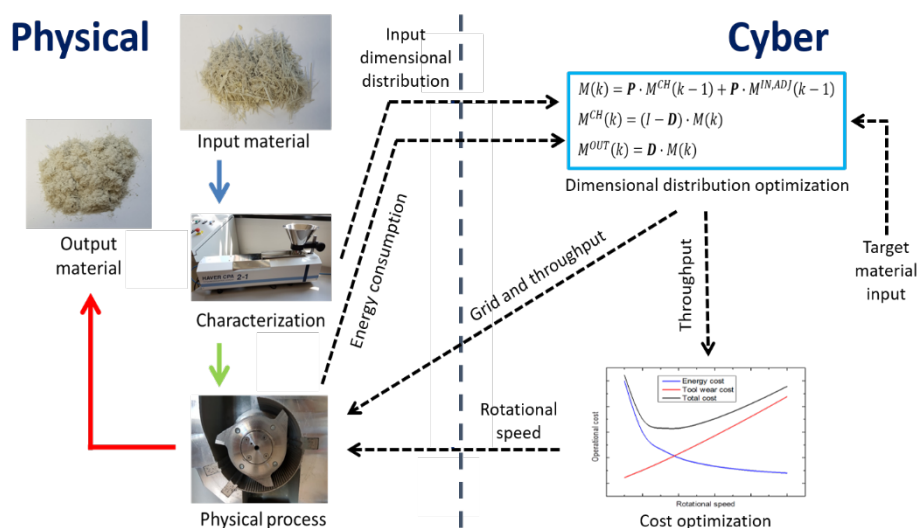 Physical
Cyber
Input
dimensional
distribution
Input material
M(k) = P · M^CH(k − 1) + P · M^IN,ADJ(k − 1)
M^CH(k) = (I − D) · M(k)
M^OUT(k) = D · M(k)
Dimensional distribution optimization
Output
material
HAVER CPA 2-1
Characterization
Energy consumption
Grid and throughput
Throughput
Target
material
input
Rotational
speed
Energy cost
Tool wear cost
Total cost
Operational cost
Rotational speed
Physical process
Cost optimization